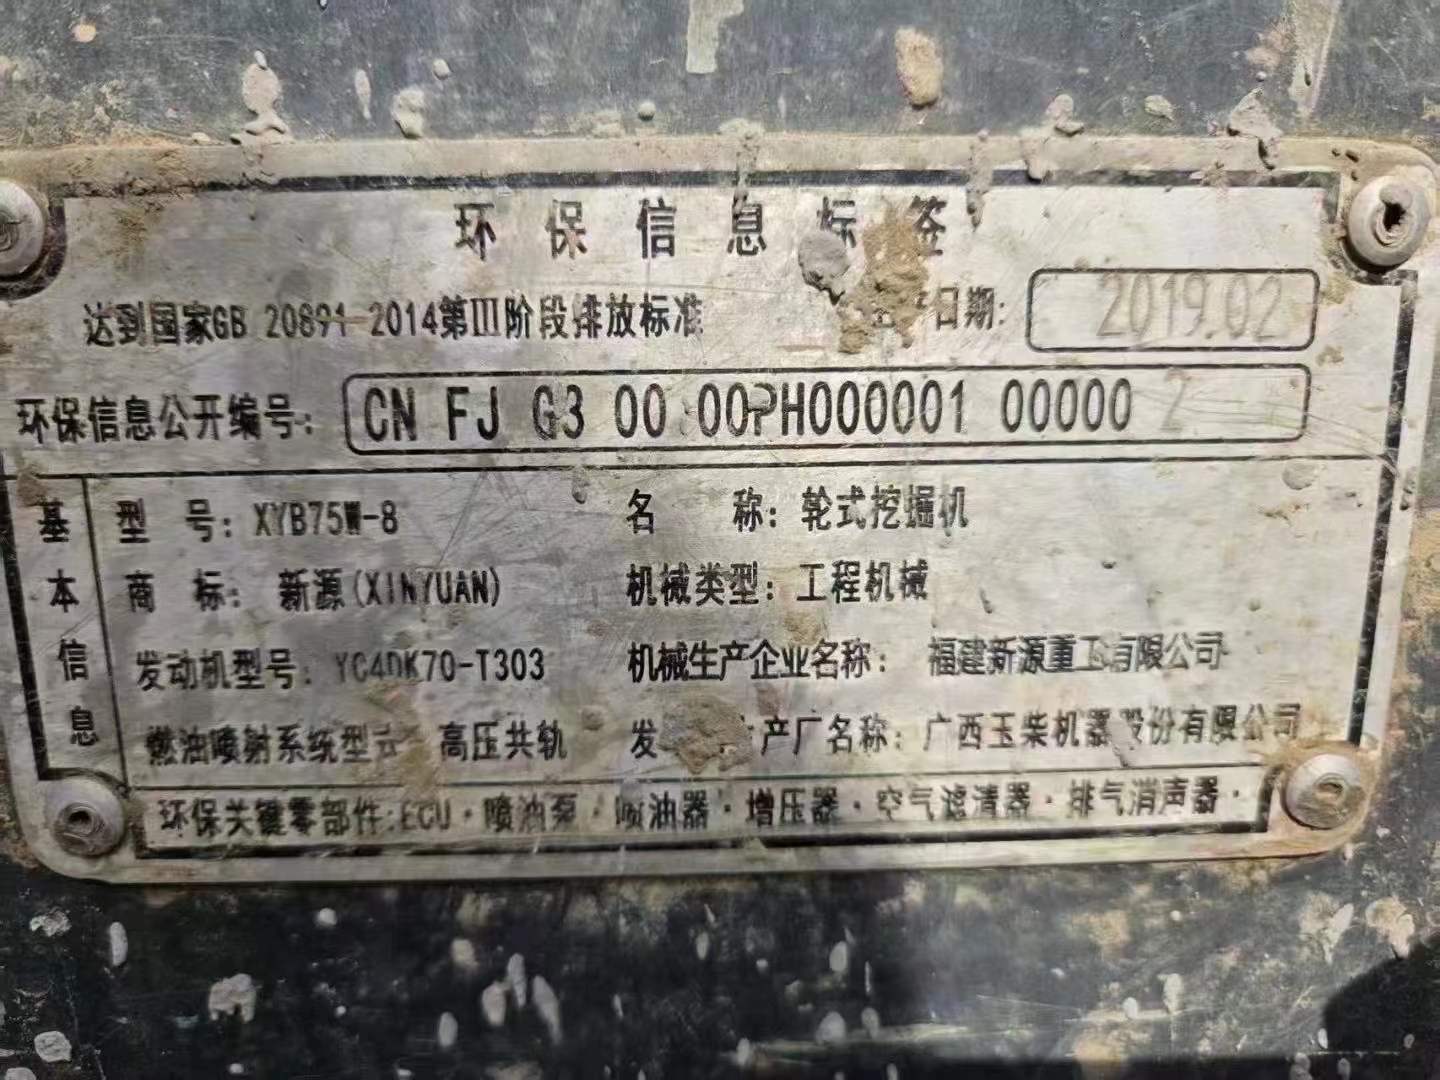 环保信息标签
达到国家GB 20891-2014第III阶段排放标准 日期: 2019.02
环保信息公开编号: CN FJ G3 00 00 00PH000001 000002
基本信息
型号: XYB75W-8 名称: 轮式挖掘机
商标: 新源(XINYUAN) 机械类型: 工程机械
发动机型号: YC4DK70-T303 机械生产企业名称: 福建新源重工有限公司
燃油喷射系统型式 高压共轨 发 产厂名称: 广西玉柴机器股份有限公司
环保关键零部件:ECU·喷油泵·喷油器·增压器·空气滤清器·排气消声器·